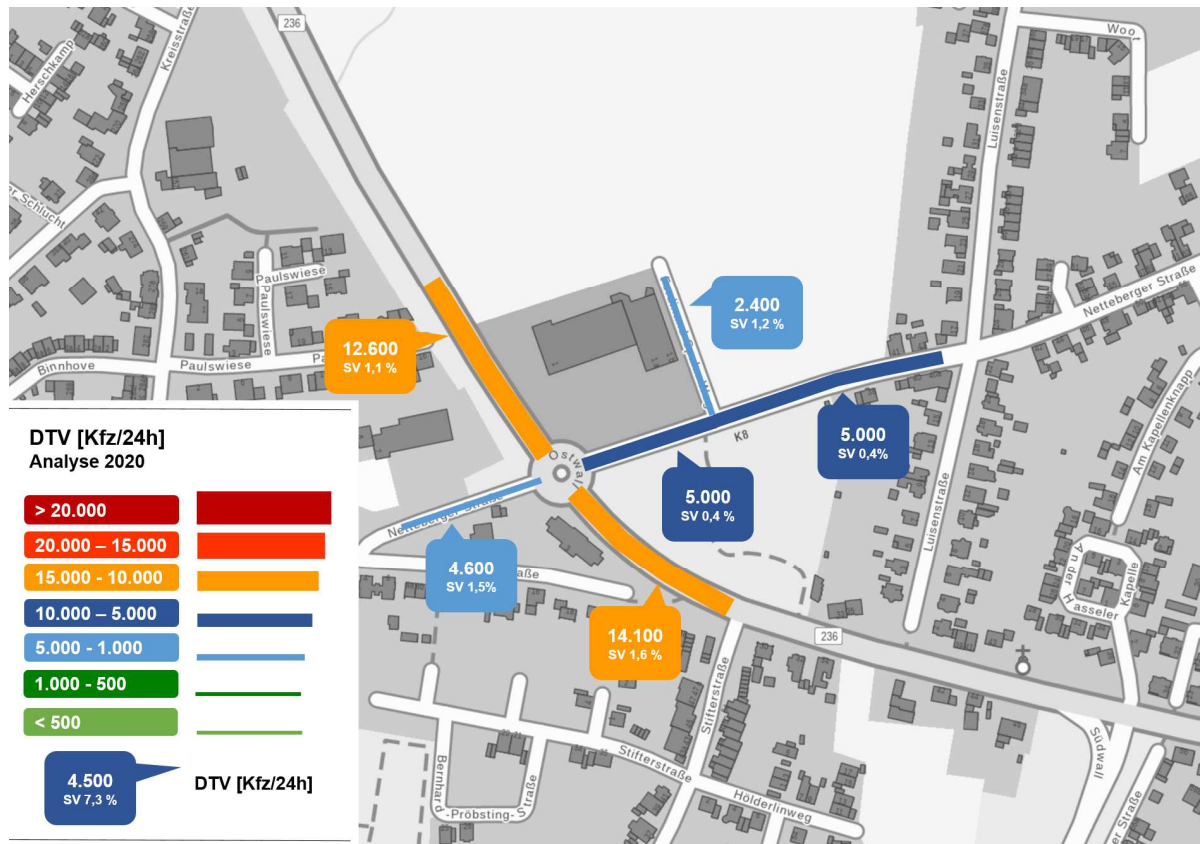 236
Woo
Herschkamp
Kreisstraße
Luisenstraße
er Schlucht
Paulswiese
Paulswiese
Paulswiese
Binnhove
Netteberger Straße
2.400
SV 1,2 %
12.600
SV 1,1 %
5.000
SV 0,4%
K8
Ostwall
5.000
SV 0,4 %
Am Kapellenknapp
Luisenstraße
Netteberger Straße
4.600
SV 1,5%
aße
An der Hasseler Kapelle
14.100
SV 1,6 %
236
Stifterstraße
Stifterstraße
Südwall
Bernhard
-Pröbsting-
Straße
Hölderlinweg
er Straße
DTV [Kfz/24h]
Analyse 2020
> 20.000
20.000 – 15.000
15.000 - 10.000
10.000 – 5.000
5.000 - 1.000
1.000 - 500
< 500
4.500
SV 7,3 %
DTV [Kfz/24h]